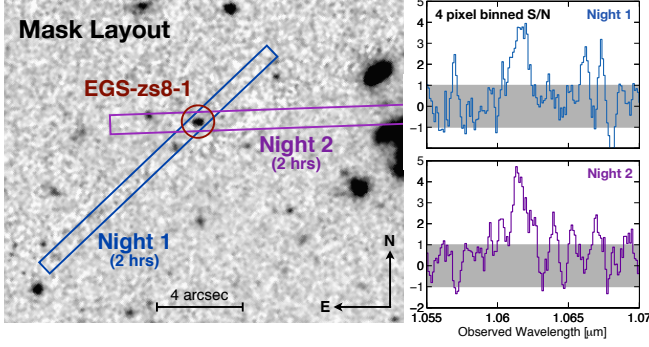 Mask Layout
EGS-zs8-1
Night 2
(2 hrs)
Night 1
(2 hrs)
4 arcsec
N
E
4 pixel binned S/N
Night 1
5
4
3
2
1
0
-1
Night 2
5
4
3
2
1
0
-1
1.055
1.06
1.065
1.07
Observed Wavelength [μm]